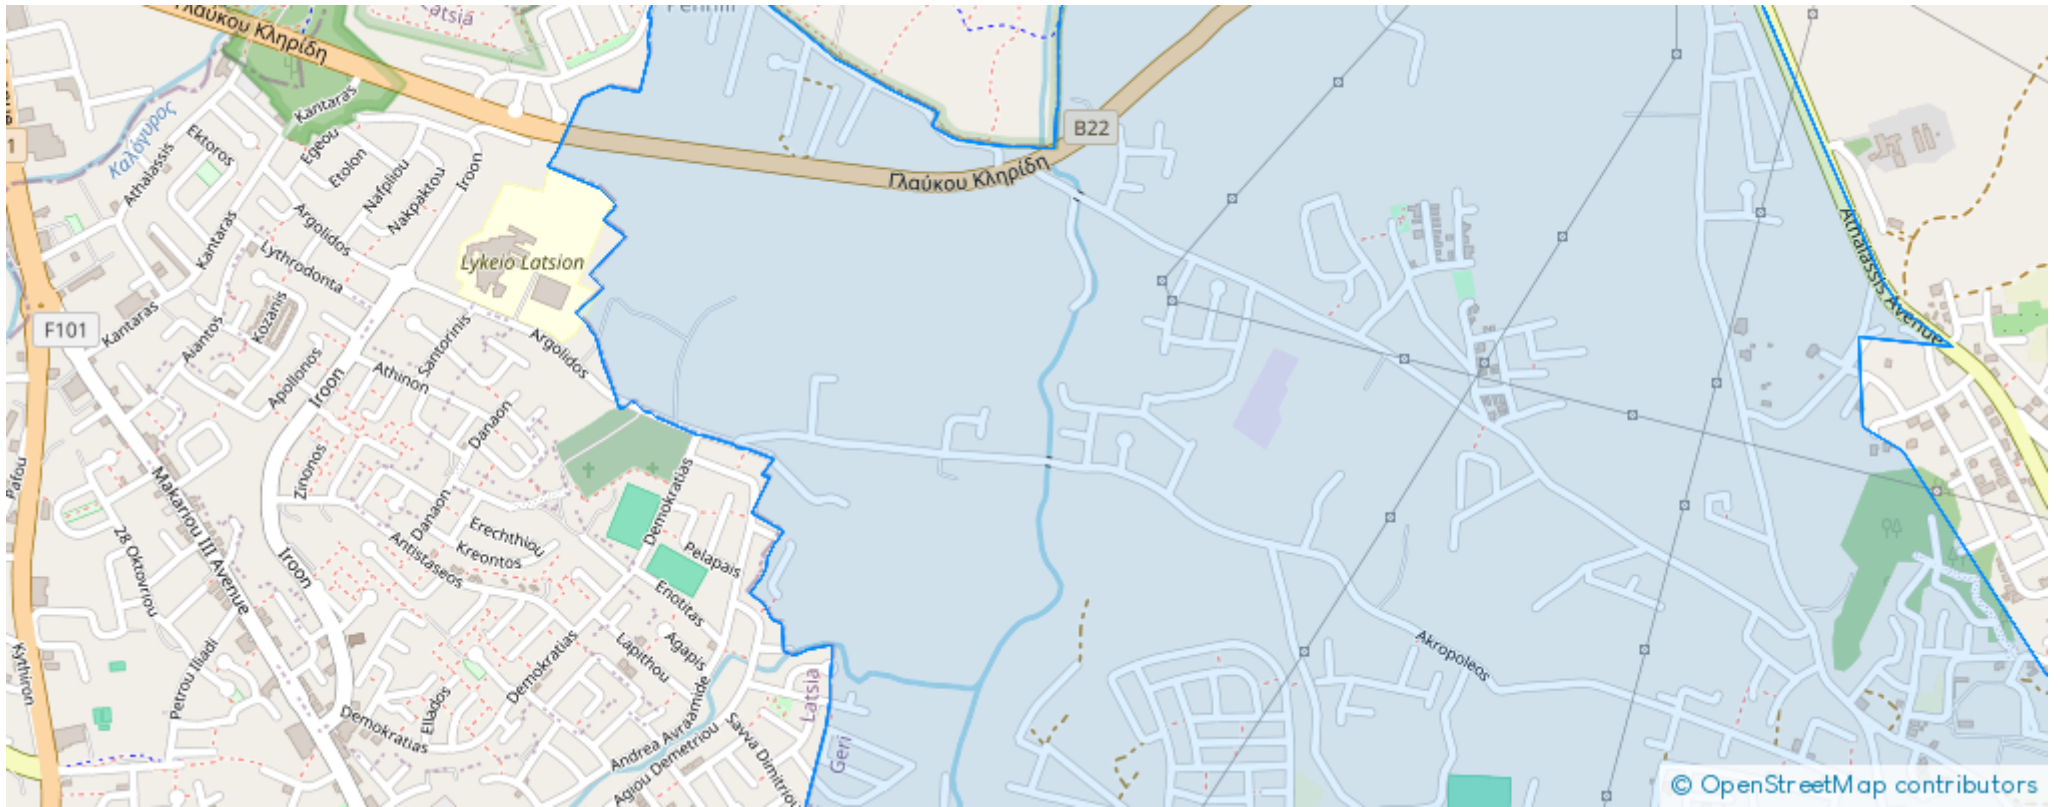 Latsia
Γλαύκου Κληρίδη
B22
Γλαύκου Κληρίδη
Καλόγυρος
Kantaras
Ektoros
Egeou
Etolon
Nafpliou
Nakpaktou
Iroon
Athalassis
Argolidos
Kantaras
Lythrodonta
Lykeio Latsion
Athalassis Avenue
F101
Kantaras
Aiantos
Kozanis
Santorinis
Argolidos
Apollonos
Iroon
Athinon
Danaon
Zinonos
Pafou
Makariou III Avenue
28 Oktovriou
Danaon
Erechthiou
Kreontos
Antistaseos
Iroon
Demokratias
Pelapais
Enotitas
Agapis
Lapithou
Demokratias
Kythiron
Petrou Iliadi
Ellados
Demokratias
Andrea Avraamide
Agiou Demetriou
Savva Dimitriou
Latsia
Geri
Akropoleos
© OpenStreetMap contributors